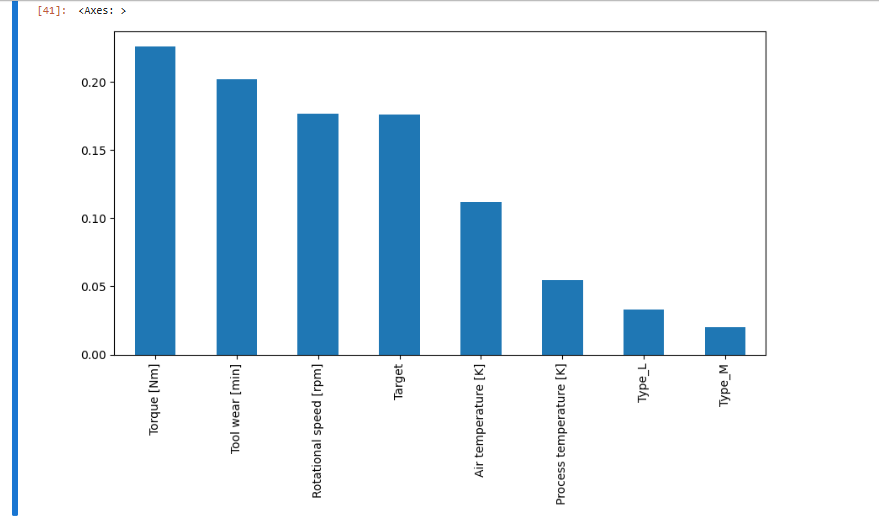 [41]: <Axes: >
0.20
0.15
0.10
0.05
0.00
Torque [Nm]
Tool wear [min]
Rotational speed [rpm]
Target
Air temperature [K]
Process temperature [K]
Type_L
Type_M